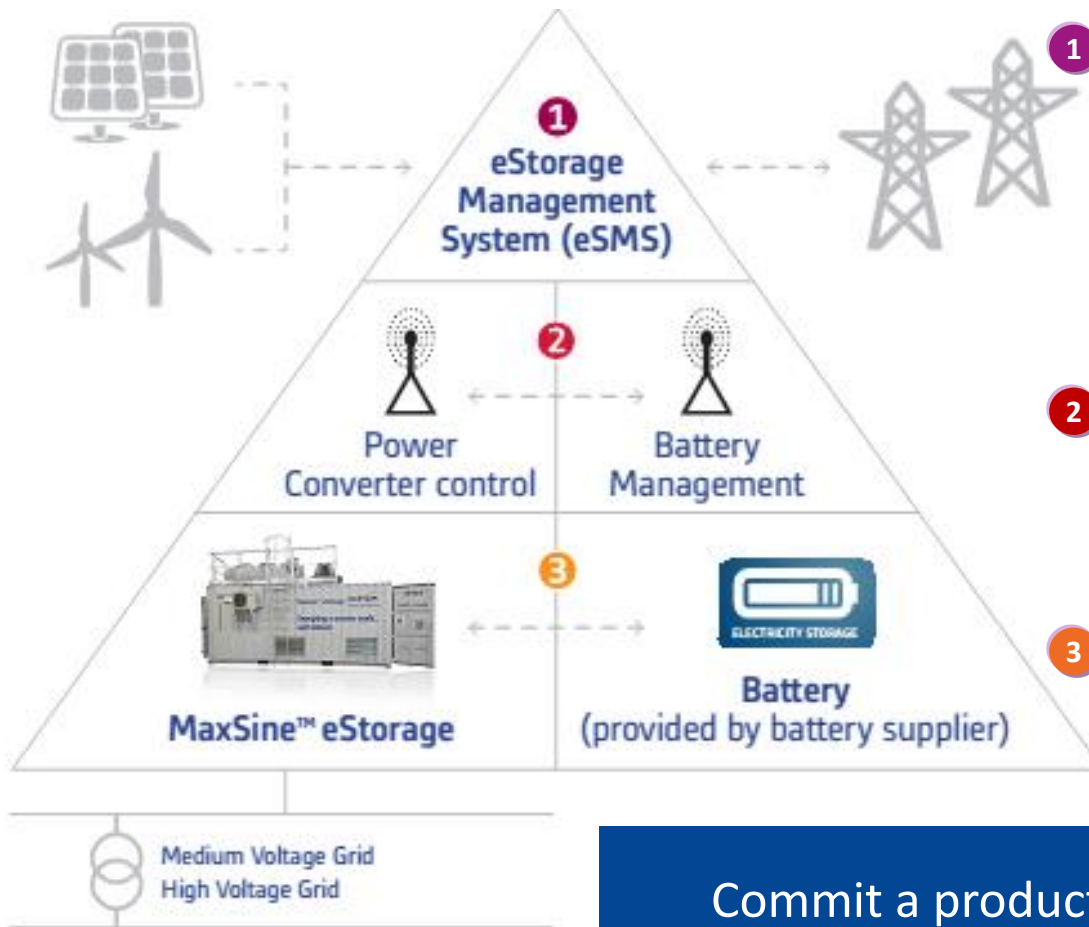 1
1
eStorage
Management
System (eSMS)
2
Power
Converter control
Battery
Management
2
3
ELECTRICITY STORAGE
MaxSine™ eStorage
Battery
(provided by battery supplier)
3
Medium Voltage Grid
High Voltage Grid
Commit a product